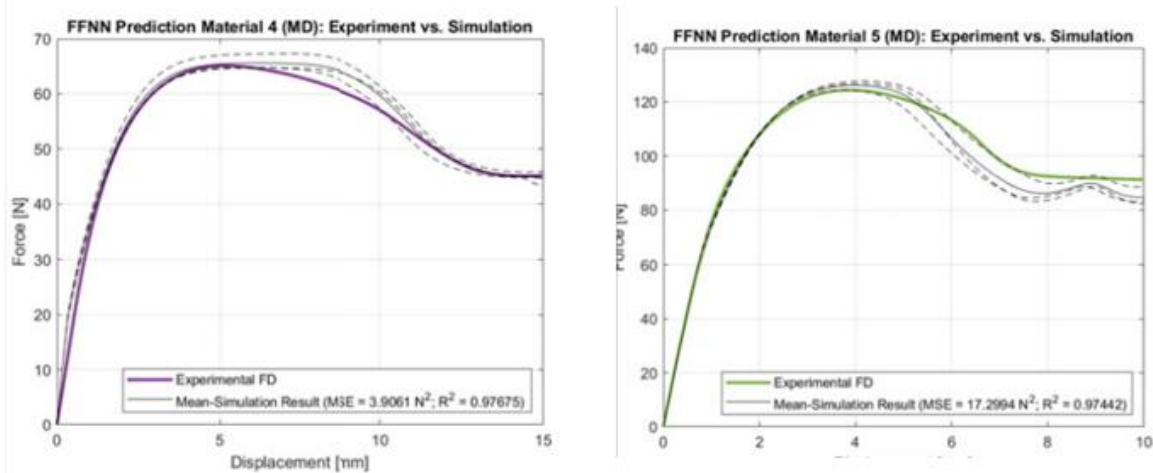 FFNN Prediction Material 4 (MD): Experiment vs. Simulation
70
60
50
40
30
20
10
0
Force [N]
Experimental FD
Mean-Simulation Result (MSE = 3.9061 N², R² = 0.97675)
0 5 10 15
Displacement [mm]
FFNN Prediction Material 5 (MD): Experiment vs. Simulation
140
120
100
80
60
40
20
0
Force [N]
Experimental FD
Mean-Simulation Result (MSE = 17.2994 N²; R² = 0.97442)
0 2 4 6 8 10